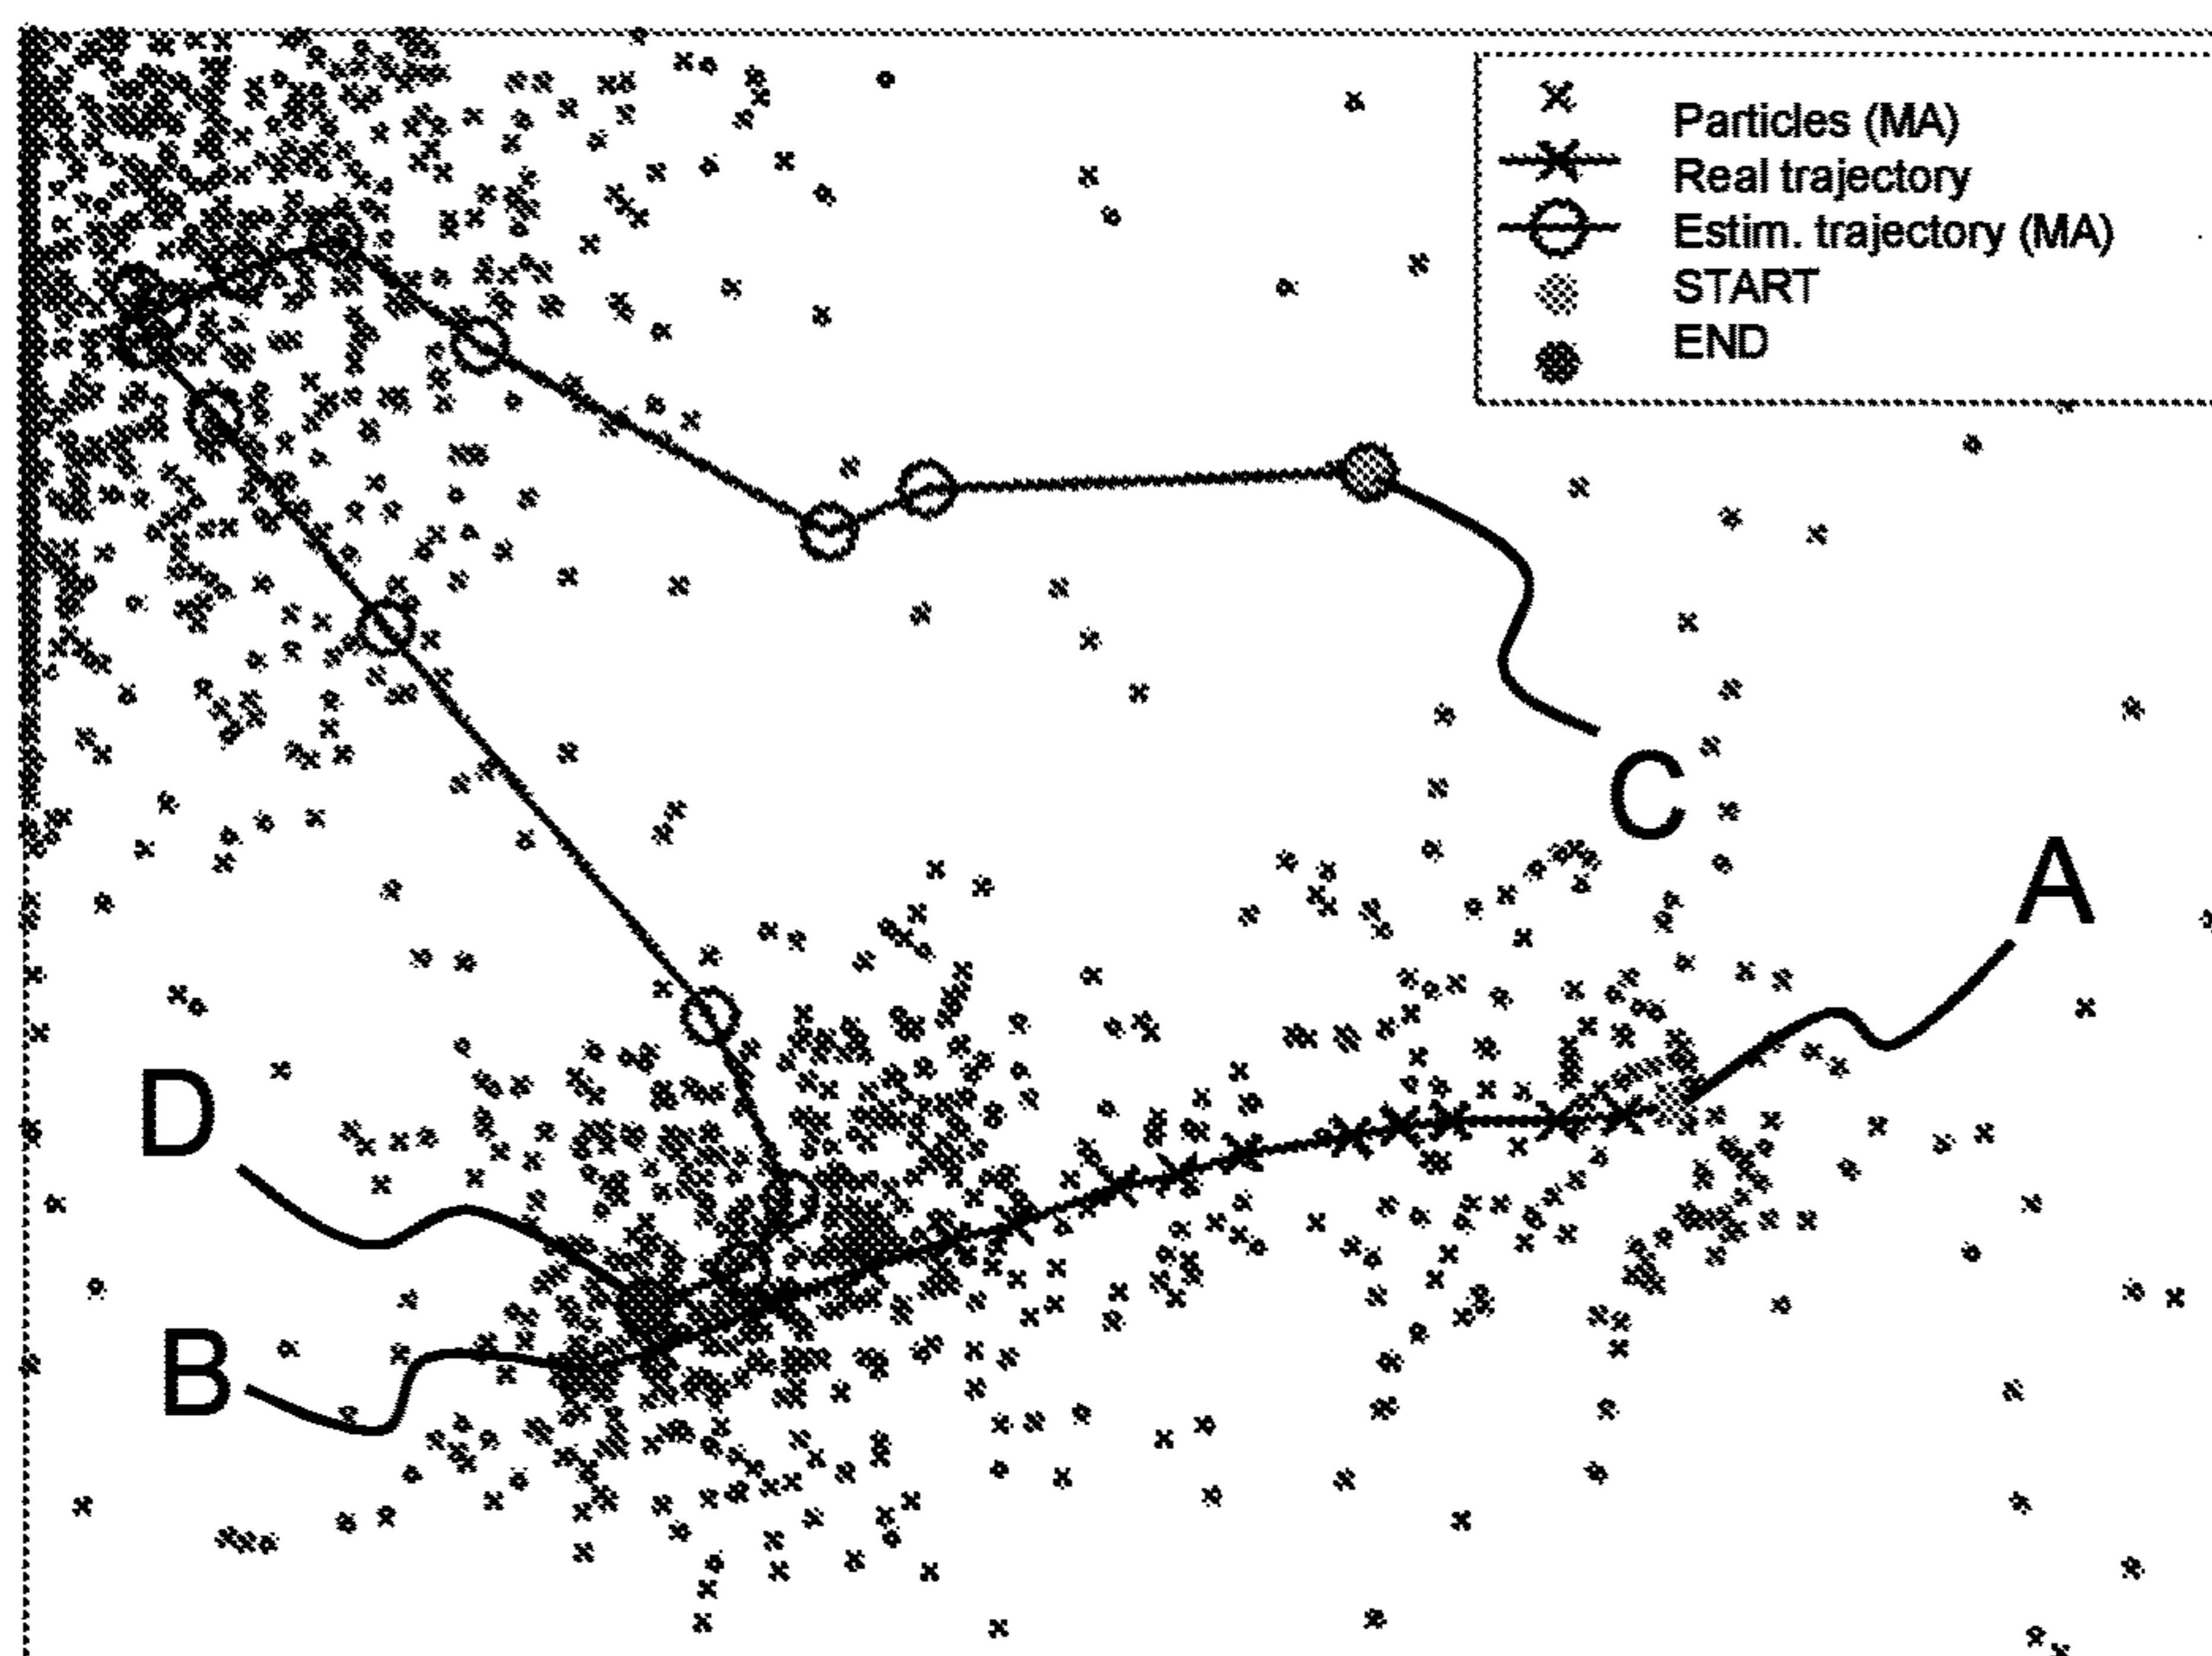 Particles (MA)
Real trajectory
Estim. trajectory (MA)
START
END
C
A
D
B